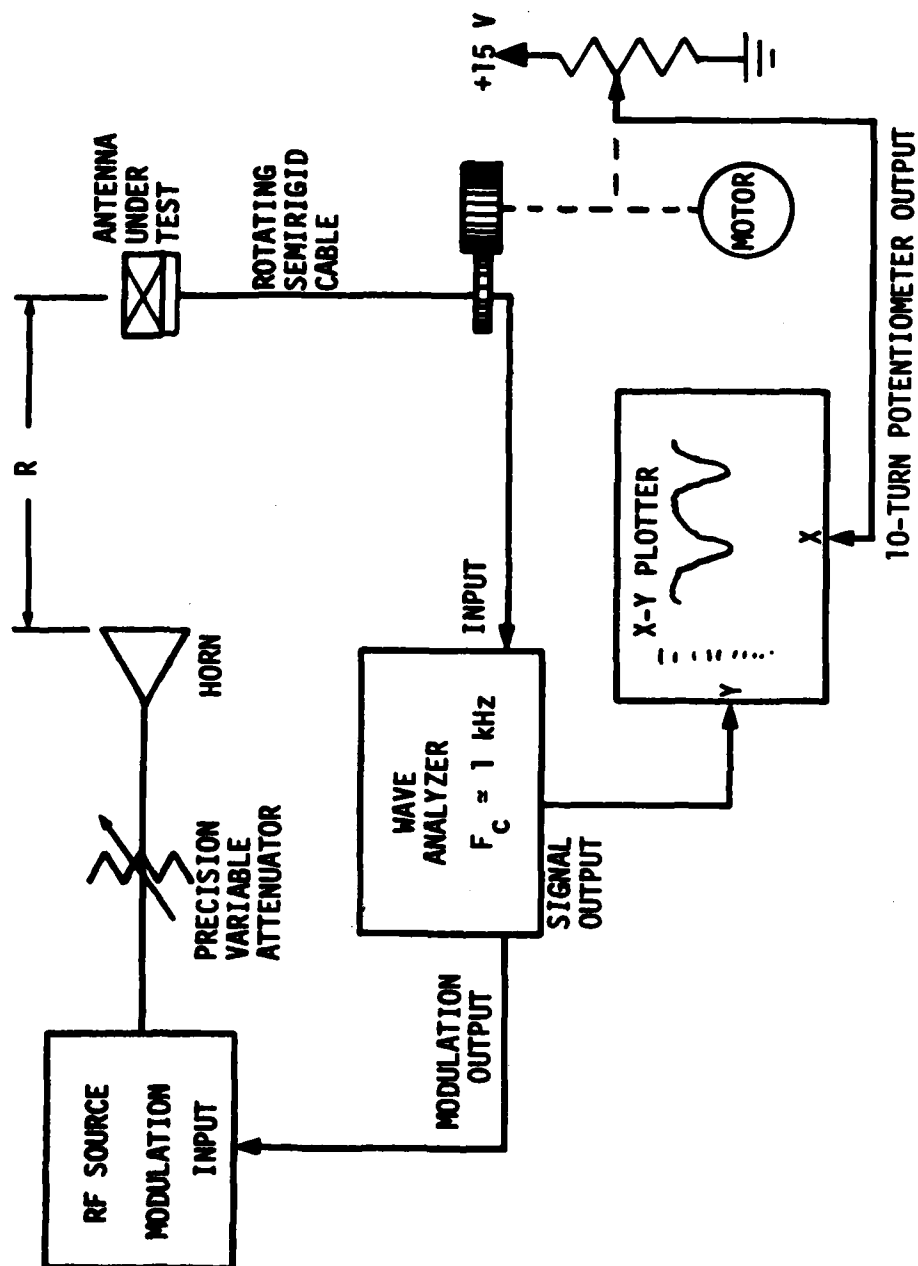 RF SOURCE
MODULATION
INPUT
PRECISION
VARIABLE
ATTENUATOR
HORN
R
ANTENNA
UNDER
TEST
ROTATING
SEMIRIGID
CABLE
MODULATION
OUTPUT
WAVE
ANALYZER
F_C ≃ 1 kHz
INPUT
SIGNAL
OUTPUT
X-Y PLOTTER
Y
X
MOTOR
+15 V
10-TURN POTENTIOMETER OUTPUT